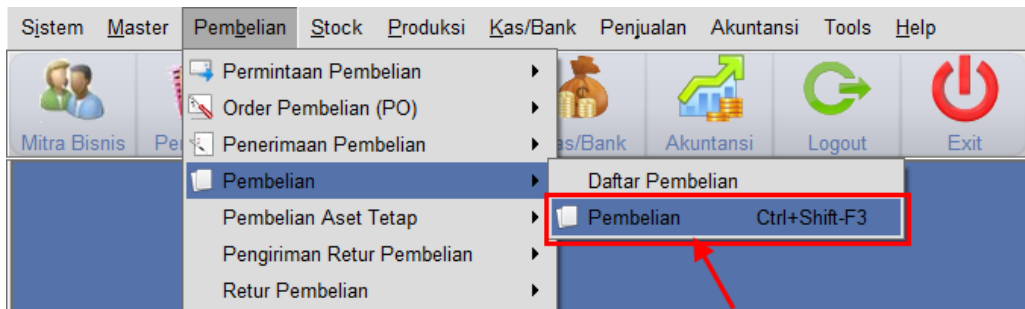 Sistem Master Pembelian Stock Produksi Kas/Bank Penjualan Akuntansi Tools Help
Permintaan Pembelian
Order Pembelian (PO)
Mitra Bisnis Akuntansi Logout Exit
Penerimaan Pembelian
Pembelian
Daftar Pembelian
Pembelian Aset Tetap
Pembelian Ctrl+Shift-F3
Pengiriman Retur Pembelian
Retur Pembelian